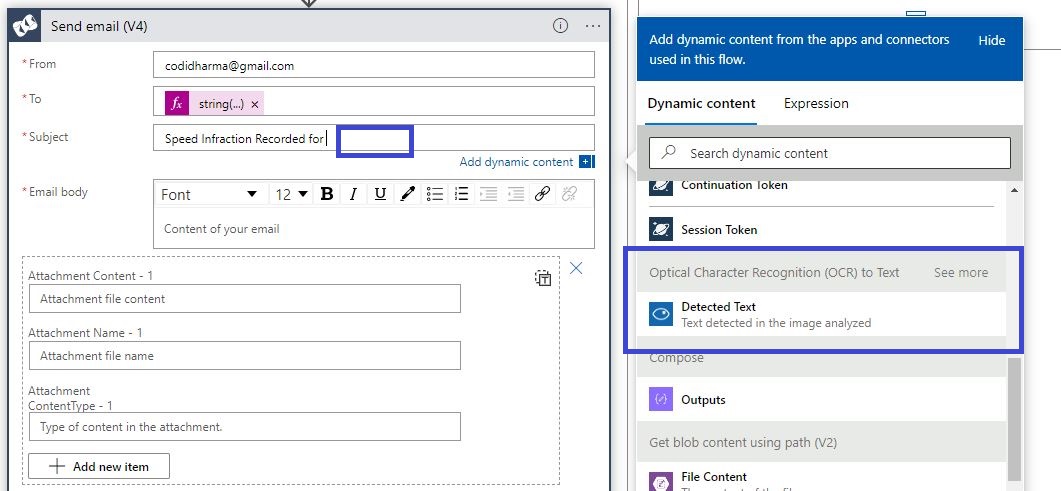 Send email (V4)
* From
codidharma@gmail.com
* To
fx string(...) ×
* Subject
Speed Infraction Recorded for
Add dynamic content
* Email body
Font 12 B I U
Content of your email
Attachment Content - 1
Attachment file content
Attachment Name - 1
Attachment file name
Attachment
ContentType - 1
Type of content in the attachment.
Add new item
Add dynamic content from the apps and connectors
used in this flow.
Hide
Dynamic content Expression
Search dynamic content
Continuation Token
Session Token
Optical Character Recognition (OCR) to Text See more
Detected Text
Text detected in the image analyzed
Compose
Outputs
Get blob content using path (V2)
File Content